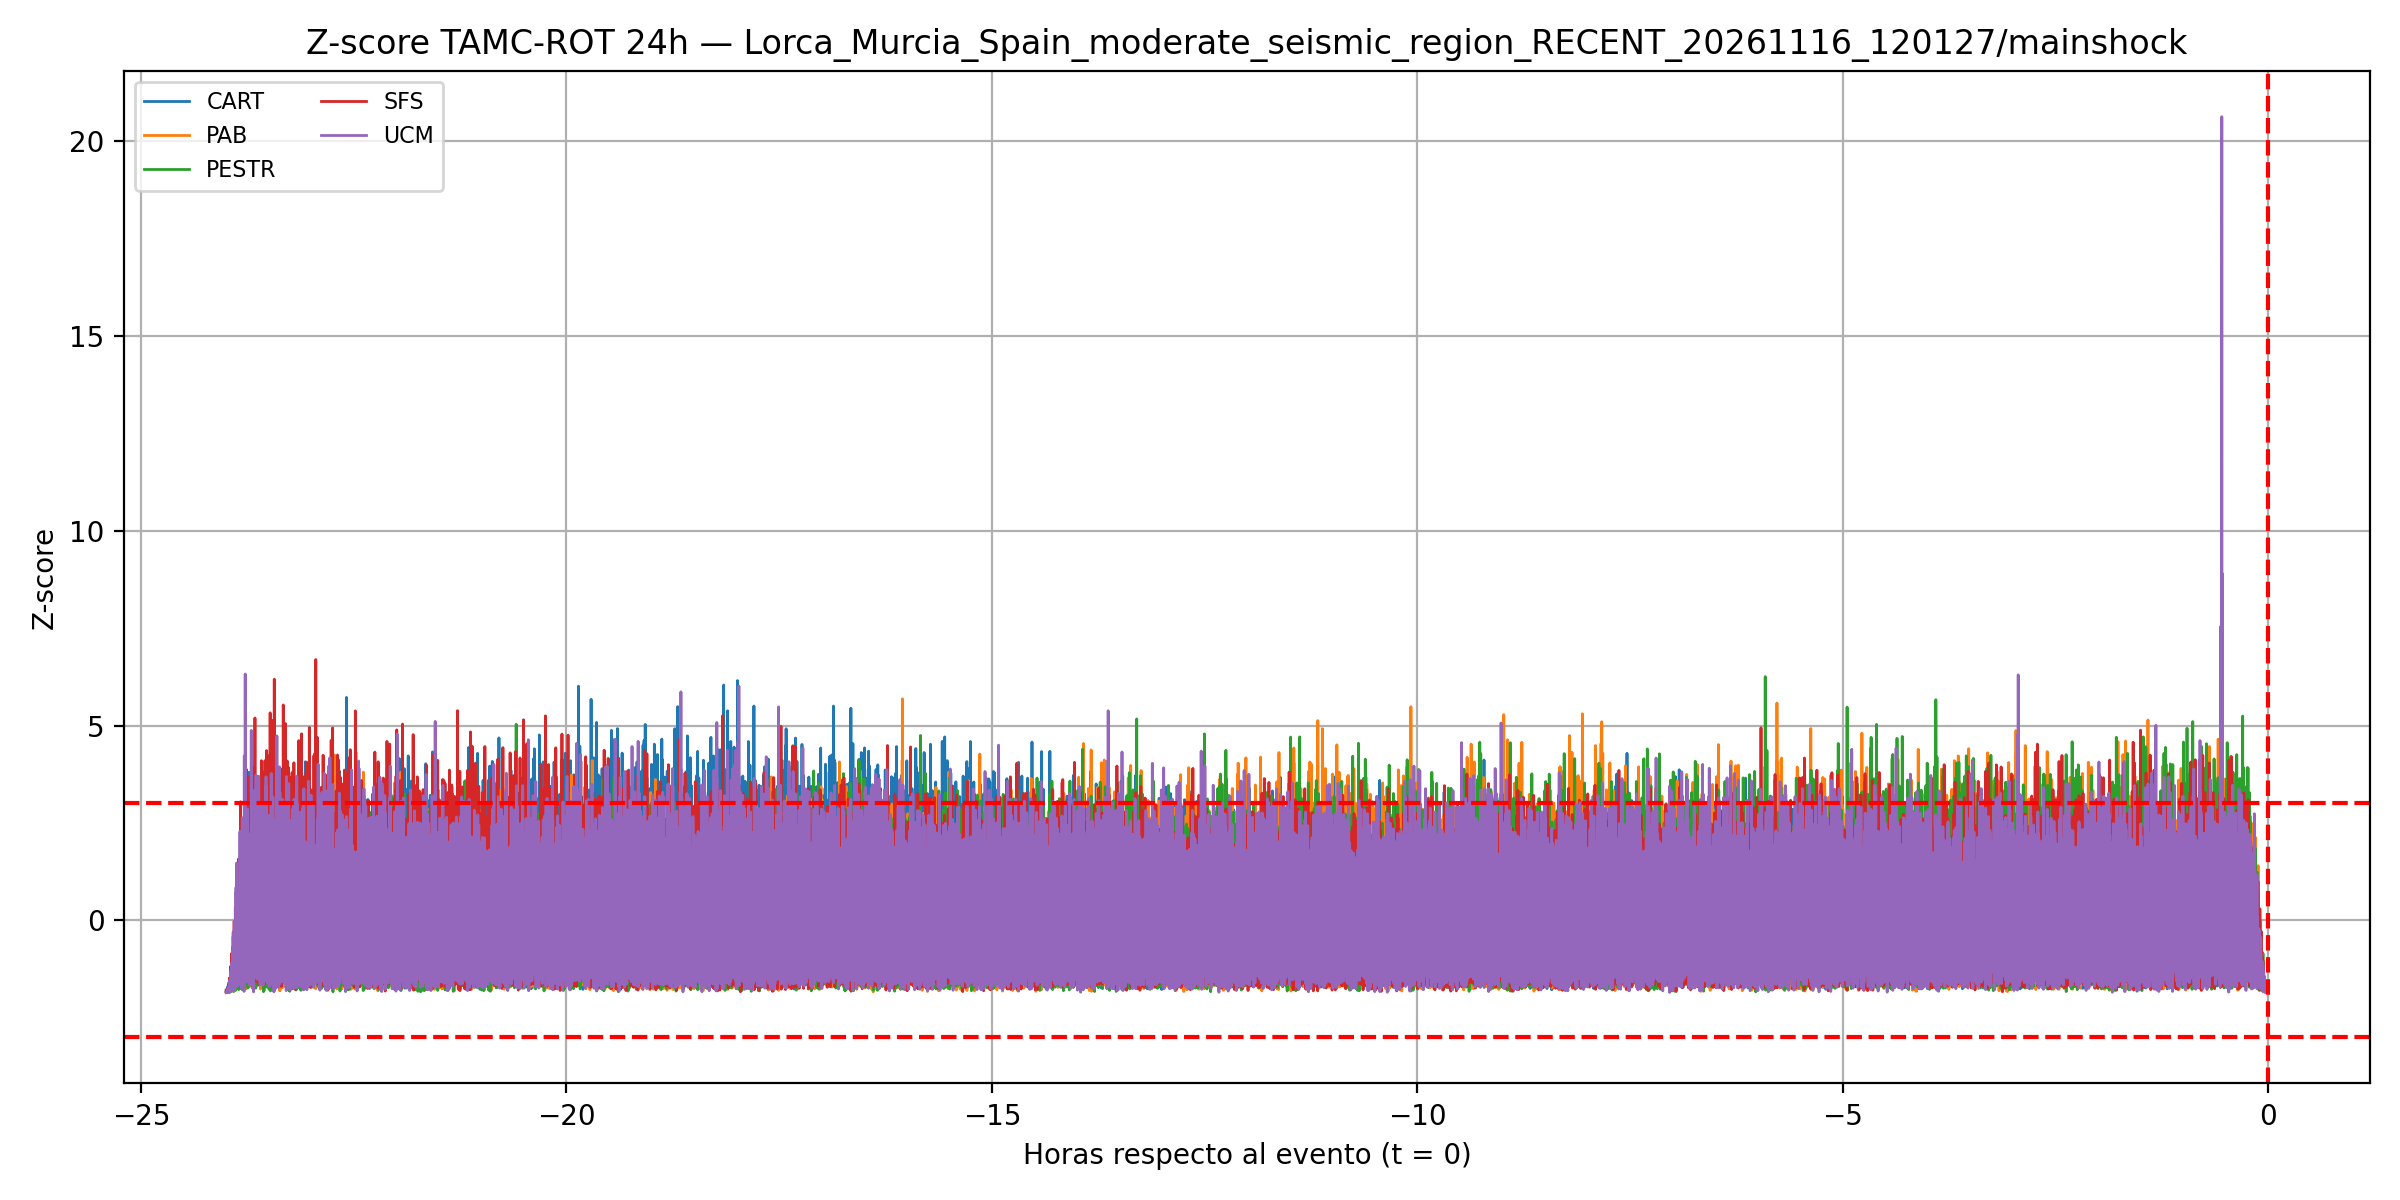 Z-score TAMC-ROT 24h — Lorca_Murcia_Spain_moderate_seismic_region_RECENT_20261116_120127/mainshock
CART
PAB
PESTR
SFS
UCM
Z-score
20
15
10
5
0
−25
−20
−15
−10
−5
0
Horas respecto al evento (t = 0)